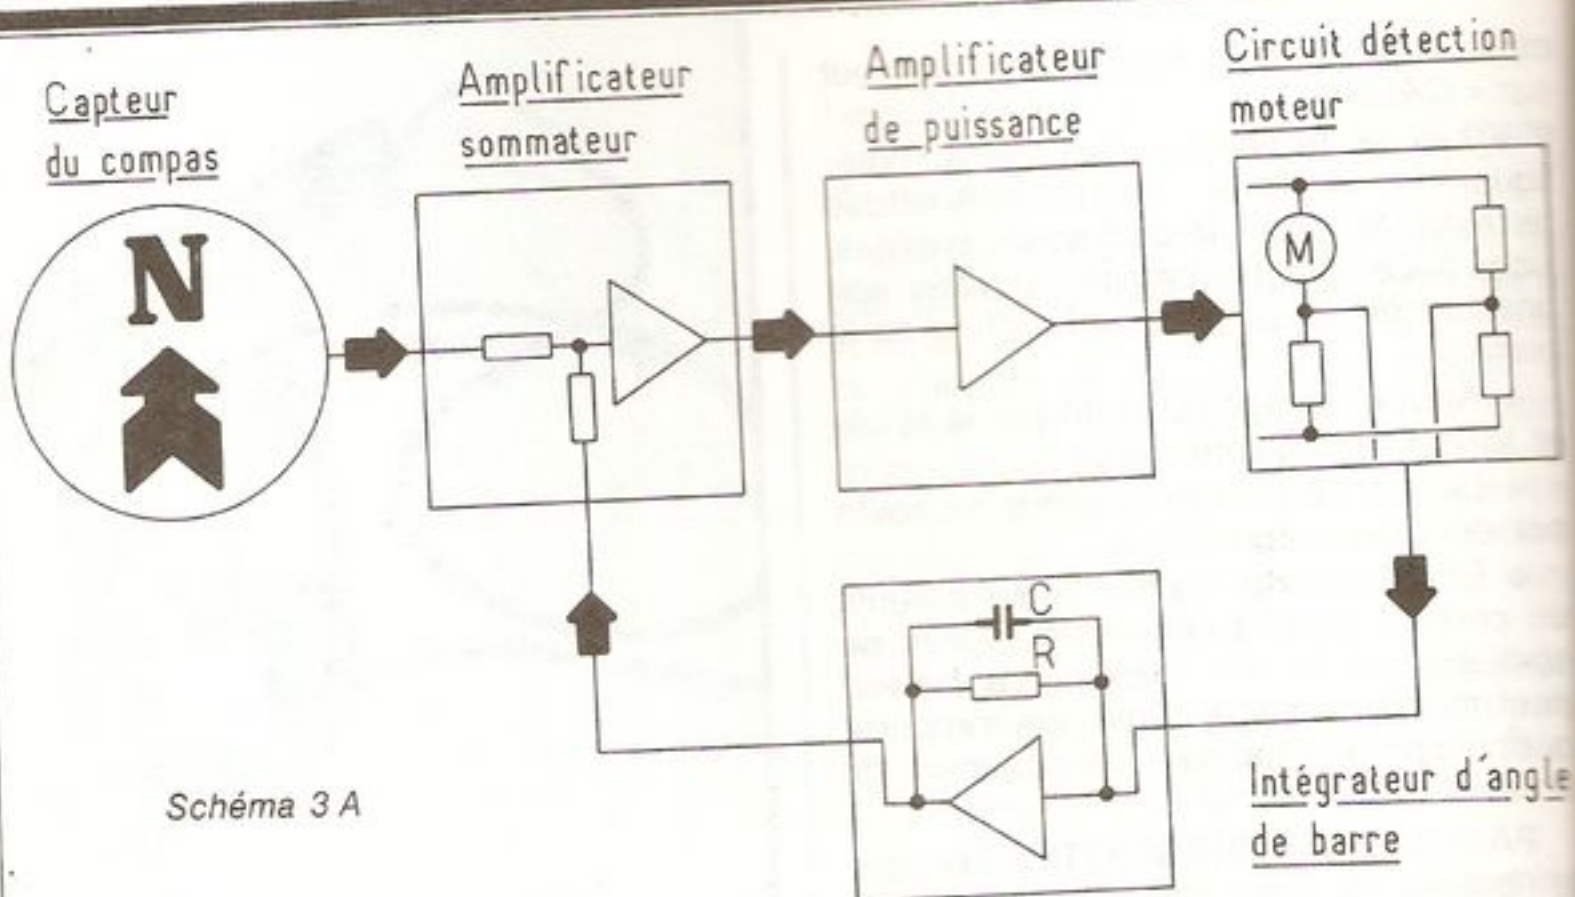 Capteur
du compas
Amplificateur
sommateur
Amplificateur
de puissance
Circuit détection
moteur
N
M
C
R
Intégrateur d'angle
de barre
Schéma 3 A